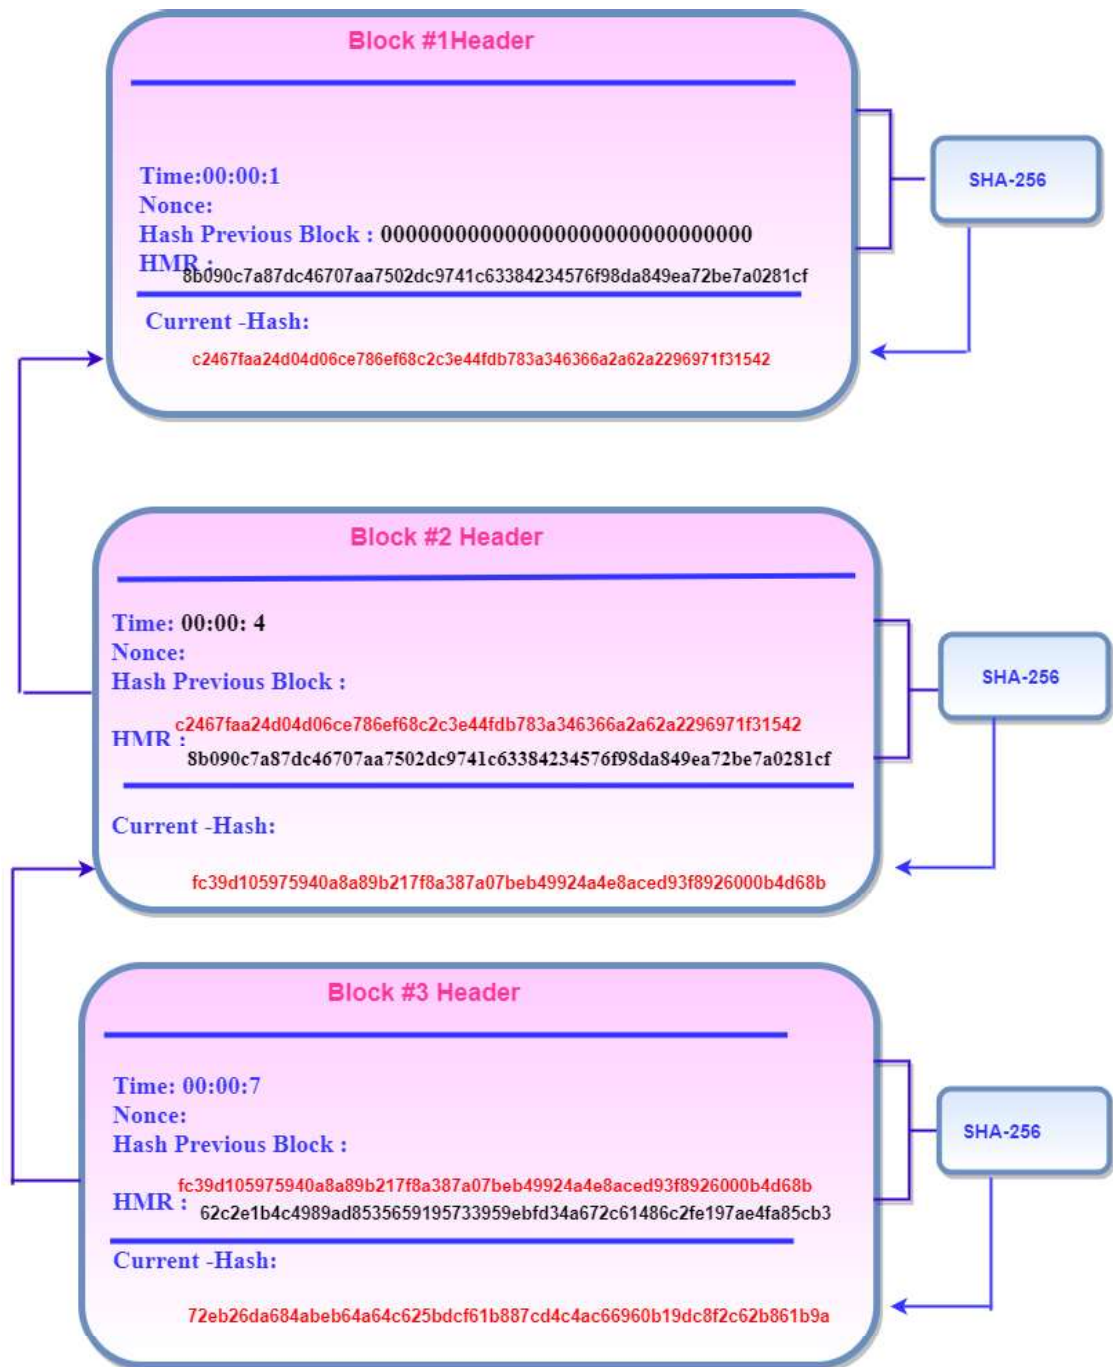 Block #1Header
Time:00:00:1
Nonce:
Hash Previous Block : 00000000000000000000000000000000
HMR :
8b090c7a87dc46707aa7502dc9741c63384234576f98da849ea72be7a0281cf
Current -Hash:
c2467faa24d04d06ce786ef68c2c3e44fdb783a346366a2a62a2296971f31542
SHA-256
Block #2 Header
Time: 00:00: 4
Nonce:
Hash Previous Block :
c2467faa24d04d06ce786ef68c2c3e44fdb783a346366a2a62a2296971f31542
HMR :
8b090c7a87dc46707aa7502dc9741c63384234576f98da849ea72be7a0281cf
Current -Hash:
fc39d105975940a8a89b217f8a387a07beb49924a4e8aced93f8926000b4d68b
SHA-256
Block #3 Header
Time: 00:00:7
Nonce:
Hash Previous Block :
fc39d105975940a8a89b217f8a387a07beb49924a4e8aced93f8926000b4d68b
HMR :
62c2e1b4c4989ad8535659195733959ebfd34a672c61486c2fe197ae4fa85cb3
Current -Hash:
72eb26da684abeb64a64c625bdcf61b887cd4c4ac66960b19dc8f2c62b861b9a
SHA-256